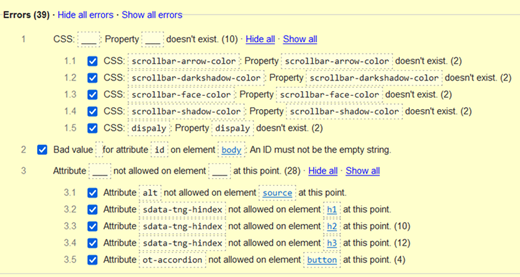 Errors (39) · Hide all errors · Show all errors
1 CSS: ___: Property ___ doesn't exist. (10) · Hide all · Show all
1.1 CSS: scrollbar-arrow-color: Property scrollbar-arrow-color doesn't exist. (2)
1.2 CSS: scrollbar-darkshadow-color: Property scrollbar-darkshadow-color doesn't exist. (2)
1.3 CSS: scrollbar-face-color: Property scrollbar-face-color doesn't exist. (2)
1.4 CSS: scrollbar-shadow-color: Property scrollbar-shadow-color doesn't exist. (2)
1.5 CSS: dispaly: Property dispaly doesn't exist. (2)
2 Bad value for attribute id on element body: An ID must not be the empty string.
3 Attribute ___ not allowed on element ___ at this point. (28) · Hide all · Show all
3.1 Attribute alt not allowed on element source at this point.
3.2 Attribute sdata-tng-hindex not allowed on element h1 at this point.
3.3 Attribute sdata-tng-hindex not allowed on element h2 at this point. (10)
3.4 Attribute sdata-tng-hindex not allowed on element h3 at this point. (12)
3.5 Attribute ot-accordion not allowed on element button at this point. (4)